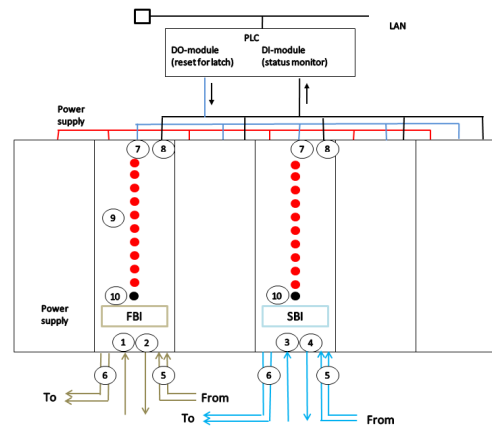 LAN
PLC
DO-module DI-module
(reset for latch) (status monitor)
Power
supply
7 8 7 8
9
10 10
Power
supply
FBI SBI
1 2 3 4
6 5 6 5
To From
To From